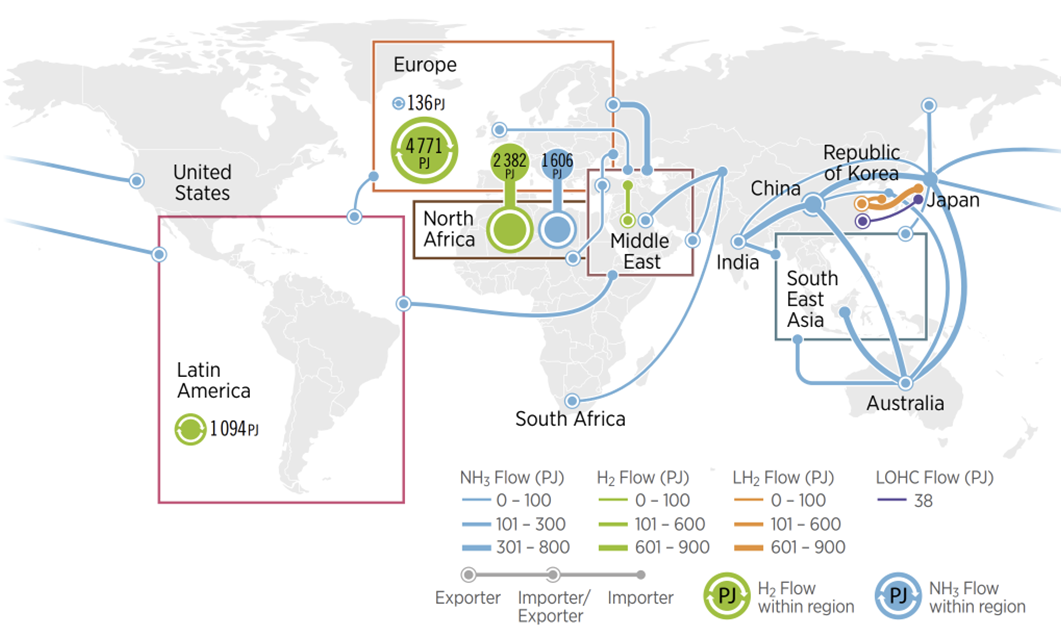 Europe
136 PJ
4 771
PJ
2 382
PJ
1 606
PJ
United
States
North
Africa
Middle
East
India
China
Republic
of Korea
Japan
South
East
Asia
Latin
America
1 094 PJ
South Africa
Australia
NH₃ Flow (PJ)
0 – 100
101 – 300
301 – 800
H₂ Flow (PJ)
0 – 100
101 – 600
601 – 900
LH₂ Flow (PJ)
0 – 100
101 – 600
601 – 900
LOHC Flow (PJ)
38
Exporter
Importer/
Exporter
Importer
PJ
H₂ Flow
within region
PJ
NH₃ Flow
within region